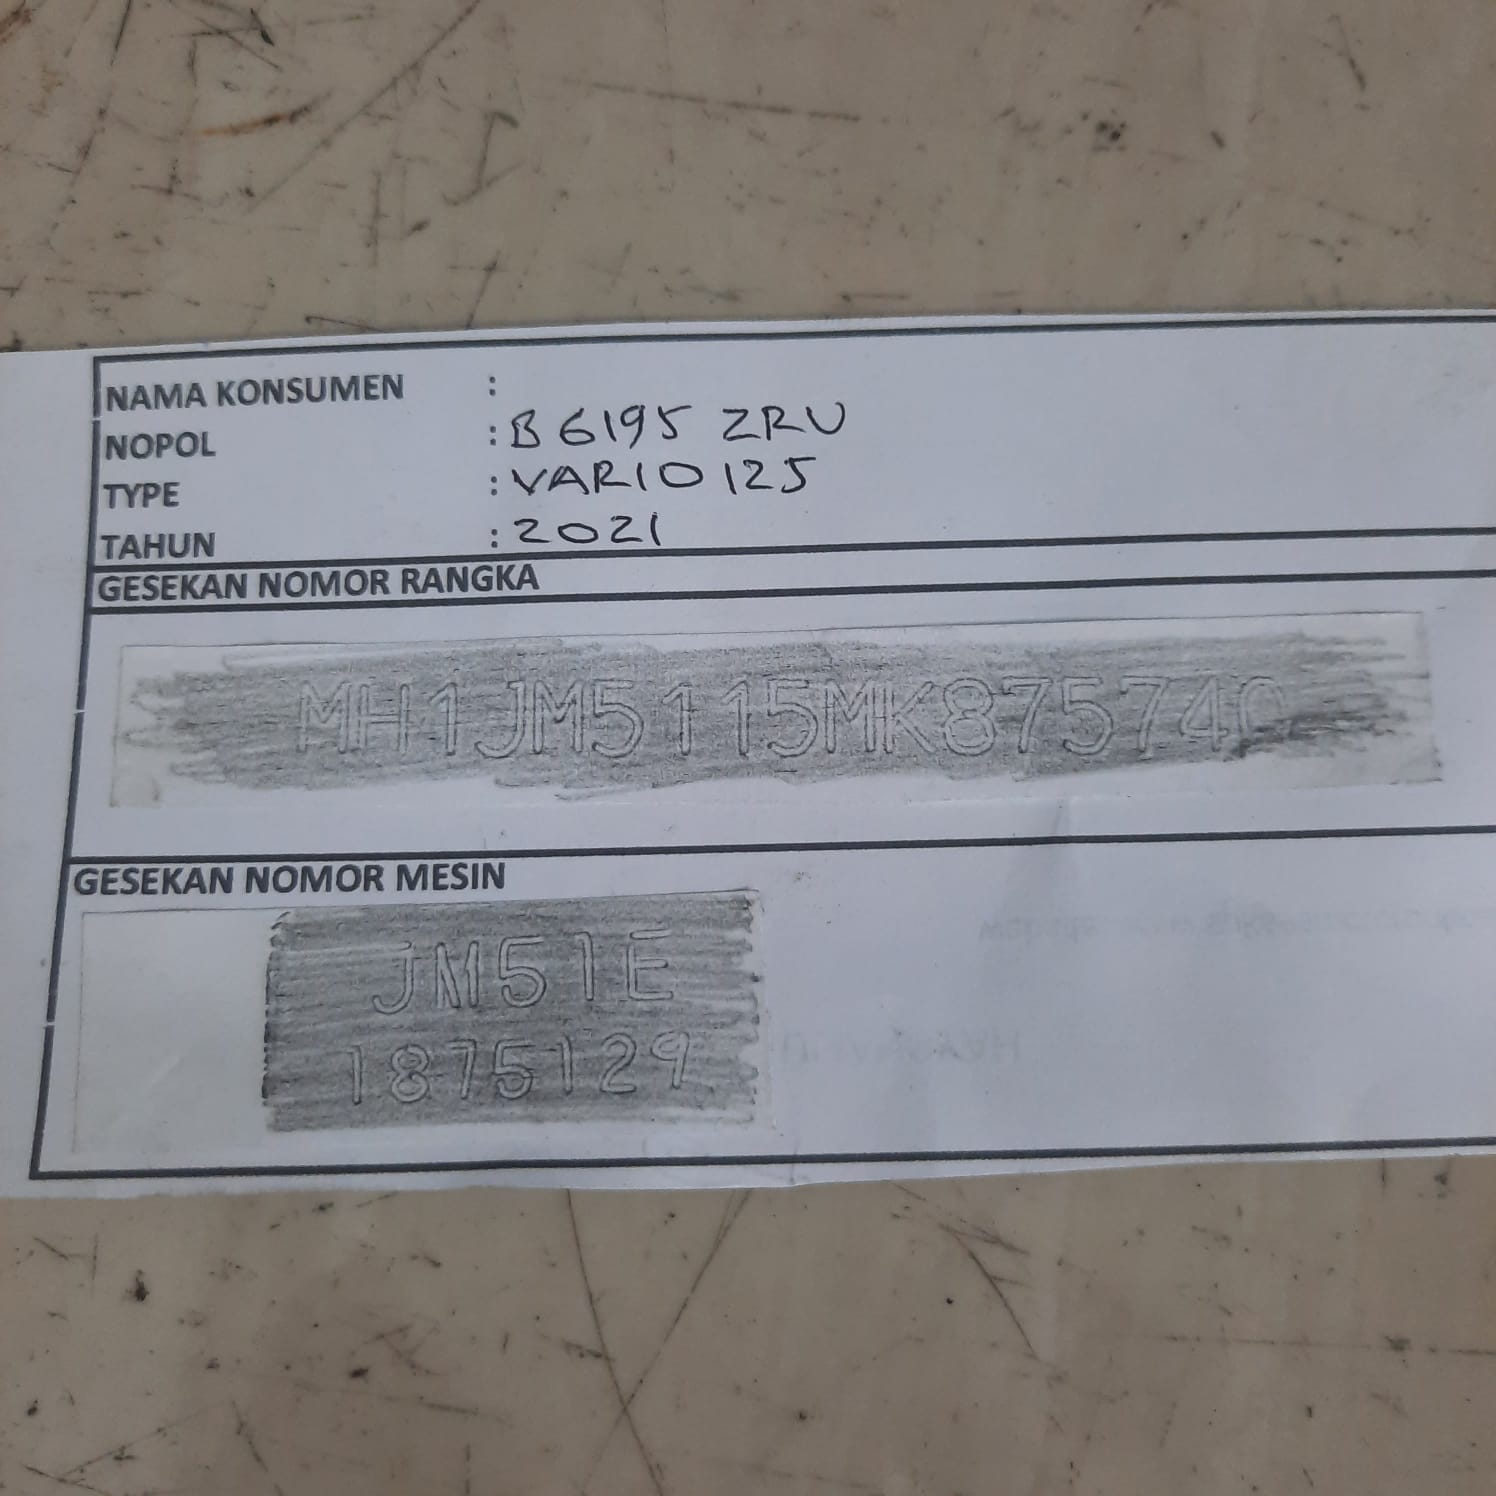 NAMA KONSUMEN :
NOPOL : B 6195 ZRU
TYPE : VARIO 125
TAHUN : 2021
GESEKAN NOMOR RANGKA
MH1JM5115MK875740
GESEKAN NOMOR MESIN
JM51E
1875129